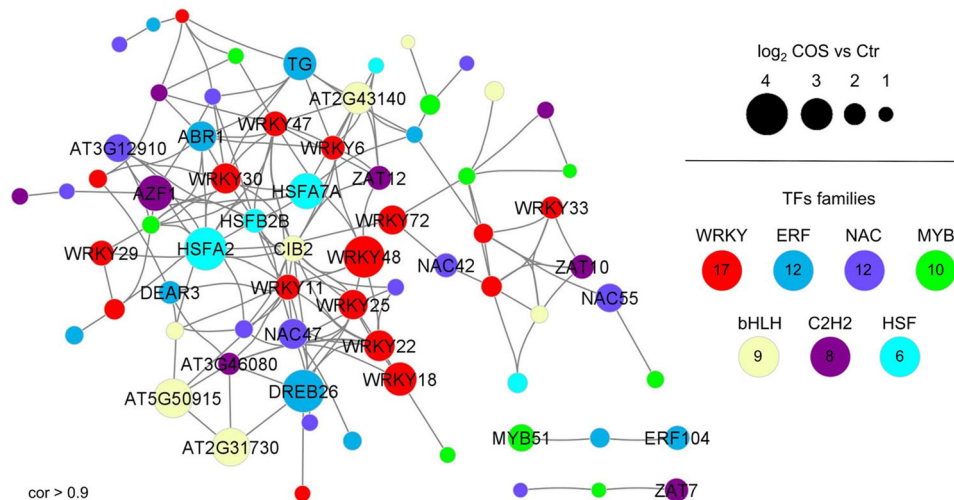 TG
AT2G43140
WRKY47
ABR1
AT3G12910
WRKY6
WRKY30
AZF1
HSFA7A
ZAT12
HSFB2B
WRKY72
WRKY33
HSFA2
CIB2
WRKY29
WRKY48
NAC42
ZAT10
DEAR3
WRKY11
NAC55
WRKY25
NAC47
WRKY22
AT3G46080
WRKY18
DREB26
AT5G50915
AT2G31730
MYB51
ERF104
ZAT7
cor > 0.9
log₂ COS vs Ctr
4 3 2 1
TFs families
WRKY ERF NAC MYB
17 12 12 10
bHLH C2H2 HSF
9 8 6